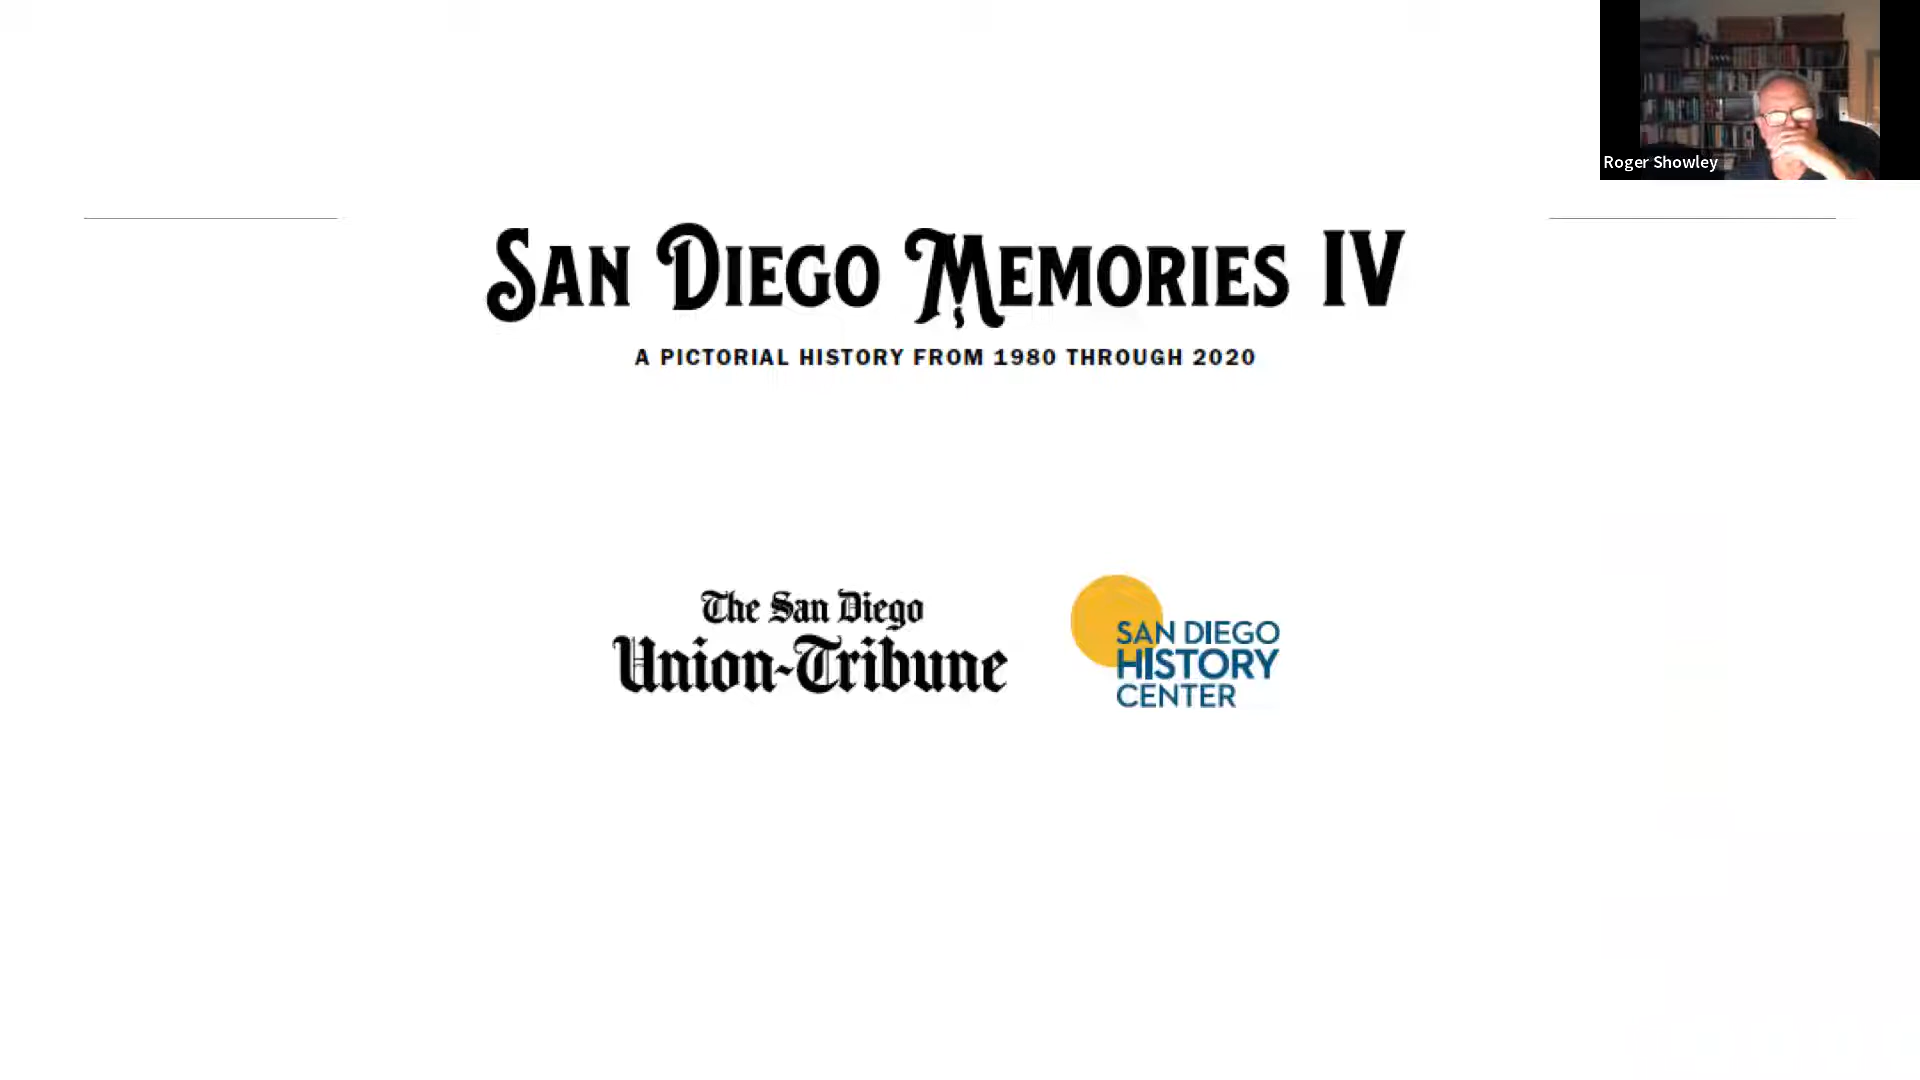 Roger Showley
San Diego Memories IV
A PICTORIAL HISTORY FROM 1980 THROUGH 2020
The San Diego
Union-Tribune
SAN DIEGO
HISTORY
CENTER